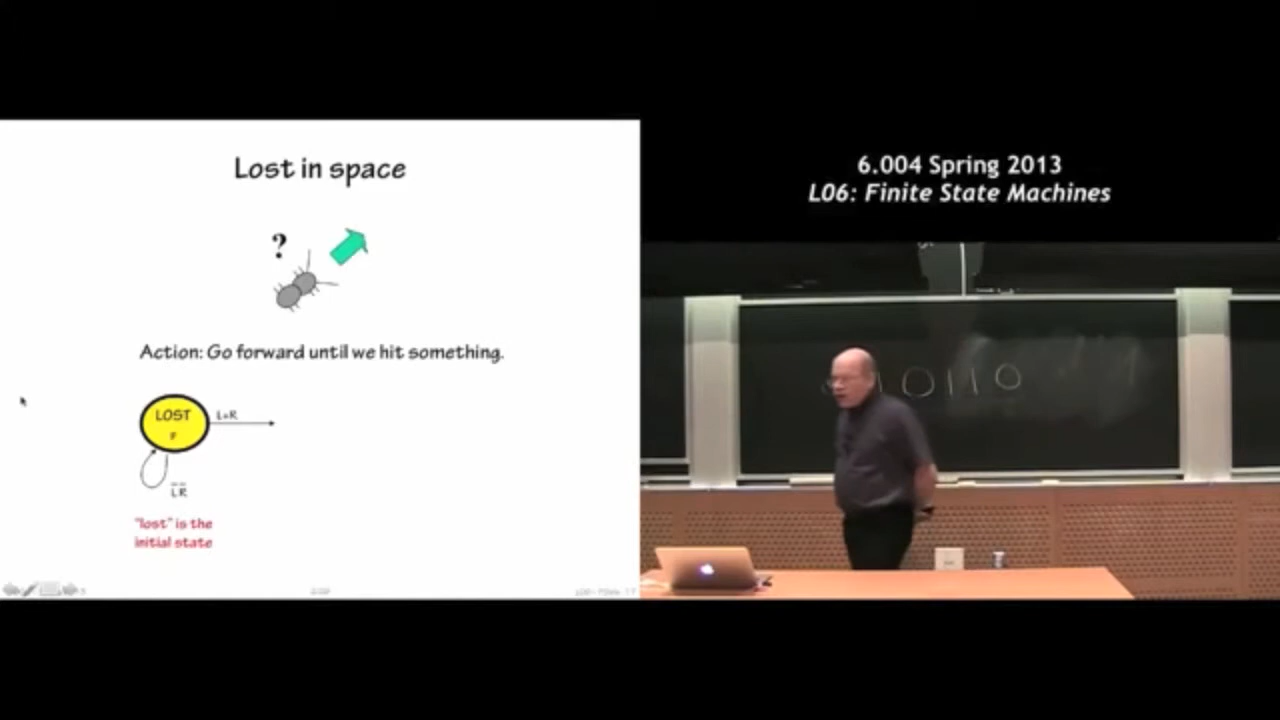 Lost in space
?
Action: Go forward until we hit something.
LOST
F
L+R
L̅ R̅
"lost" is the
initial state
6.004 Spring 2013
L06: Finite State Machines
10110